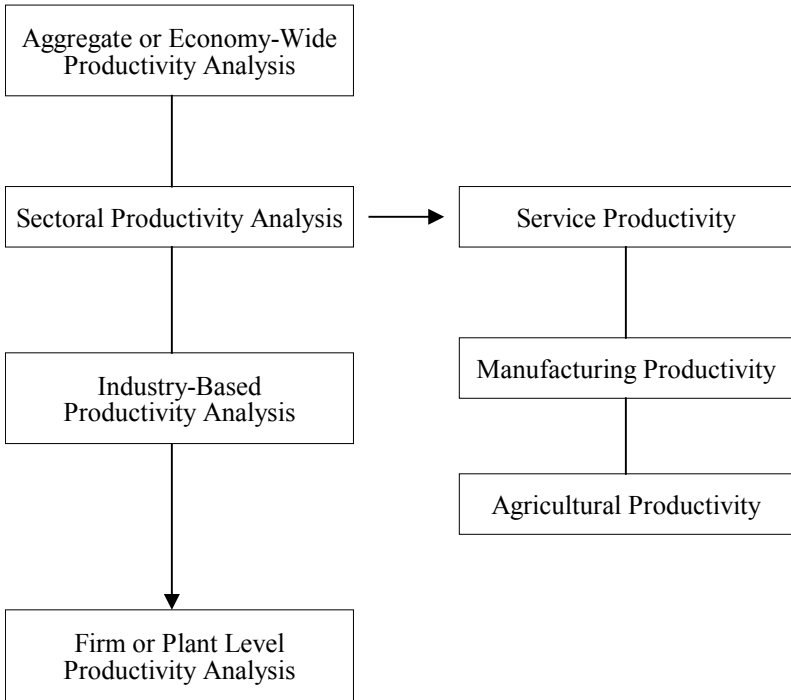 Aggregate or Economy-Wide
Productivity Analysis
Sectoral Productivity Analysis
Service Productivity
Industry-Based
Productivity Analysis
Manufacturing Productivity
Agricultural Productivity
Firm or Plant Level
Productivity Analysis